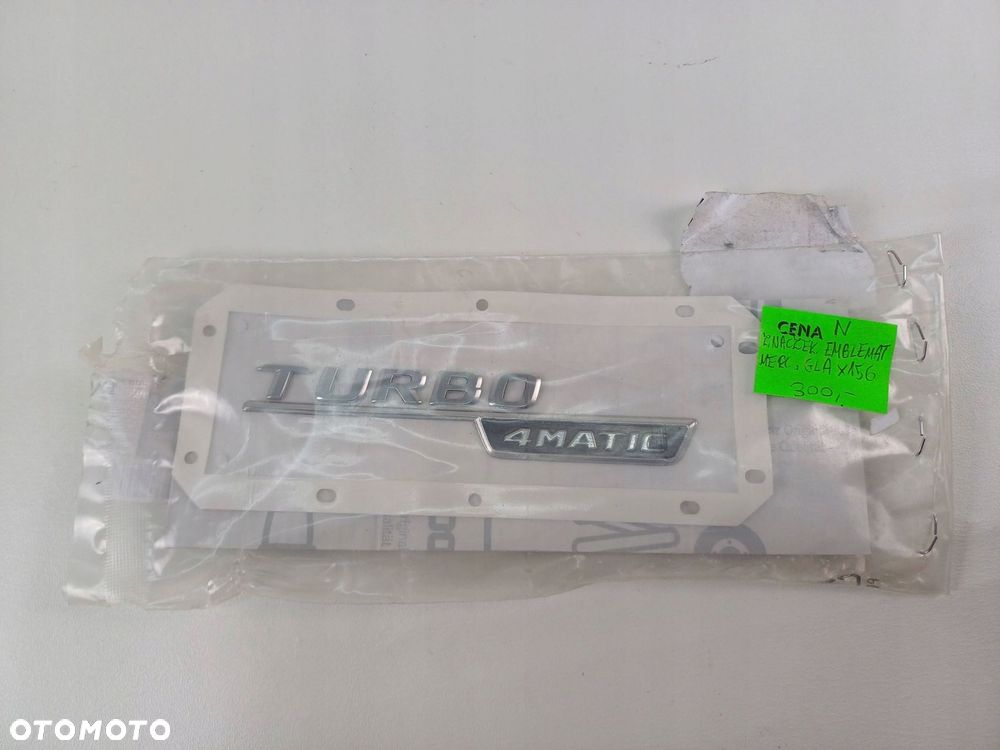 CENA N
ZNACZEK EMBLEMAT
MERC. GLA X156
300,-
TURBO
4MATIC
OTOMOTO